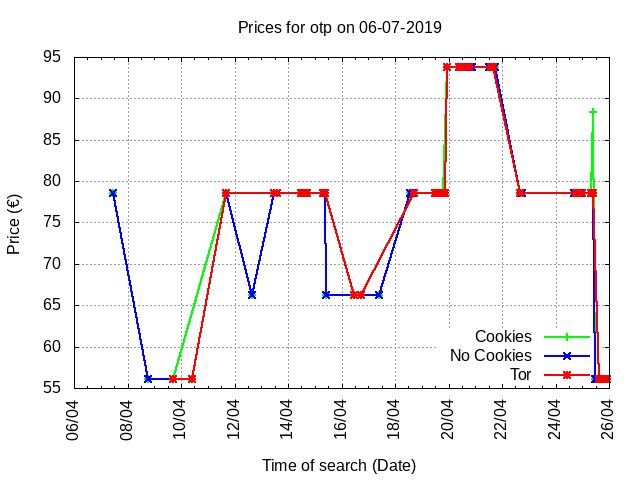 Prices for otp on 06-07-2019
95
90
85
80
75
70
65
60
55
Price (€)
Cookies
No Cookies
Tor
06/04 08/04 10/04 12/04 14/04 16/04 18/04 20/04 22/04 24/04 26/04
Time of search (Date)